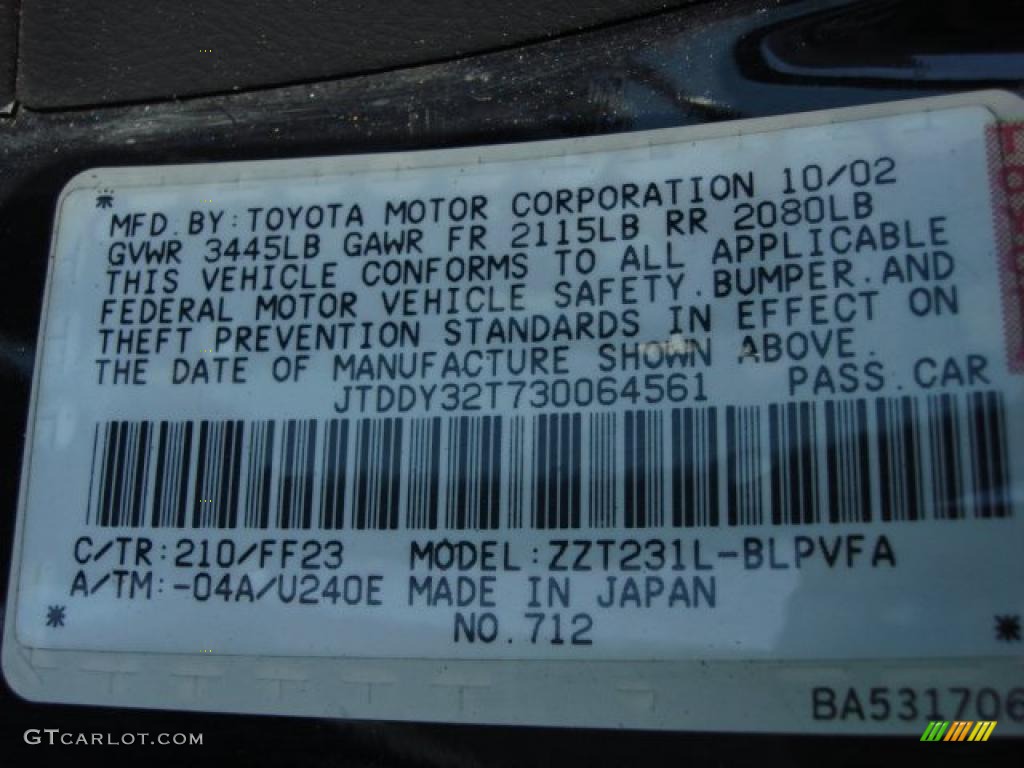 MFD.BY:TOYOTA MOTOR CORPORATION 10/02
GVWR 3445LB GAWR FR 2115LB RR 2080LB
THIS VEHICLE CONFORMS TO ALL APPLICABLE
FEDERAL MOTOR VEHICLE SAFETY.BUMPER.AND
THEFT PREVENTION STANDARDS IN EFFECT ON
THE DATE OF MANUFACTURE SHOWN ABOVE.
JTDDY32T730064561 PASS.CAR
C/TR:210/FF23 MODEL:ZZT231L-BLPVFA
A/TM:-04A/U240E MADE IN JAPAN
NO.712
BA531706
GTCARLOT.COM